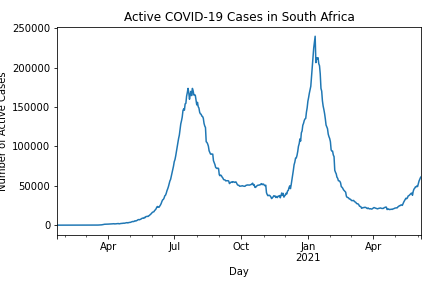 Active COVID-19 Cases in South Africa
Number of Active Cases
250000
200000
150000
100000
50000
0
Apr
Jul
Oct
Jan
2021
Apr
Day